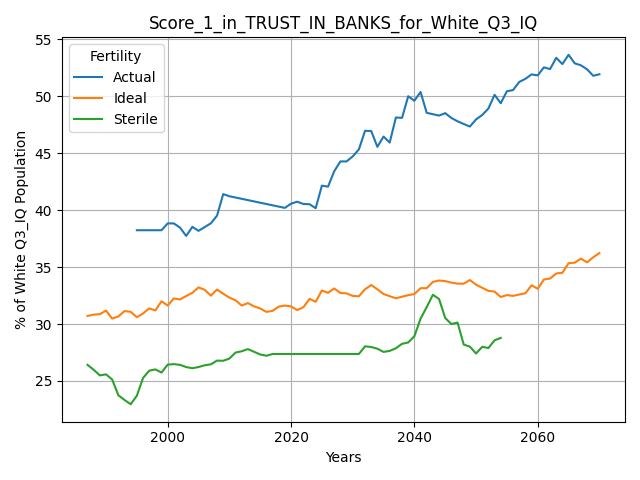 Score_1_in_TRUST_IN_BANKS_for_White_Q3_IQ
Fertility
Actual
Ideal
Sterile
% of White Q3_IQ Population
55
50
45
40
35
30
25
2000
2020
2040
2060
Years